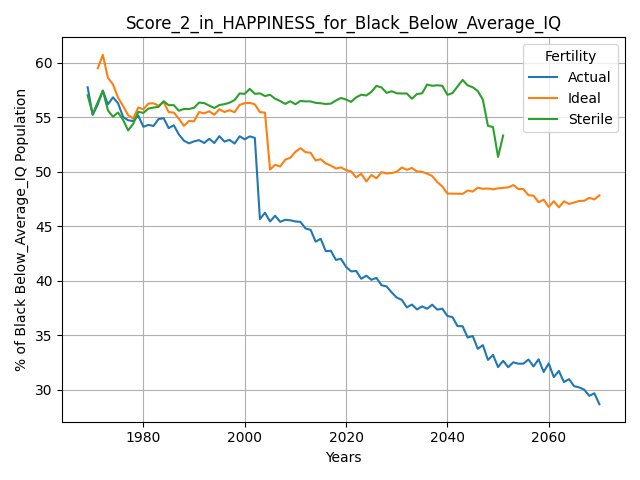 Score_2_in_HAPPINESS_for_Black_Below_Average_IQ
Fertility
Actual
Ideal
Sterile
% of Black Below_Average_IQ Population
60
55
50
45
40
35
30
1980 2000 2020 2040 2060
Years